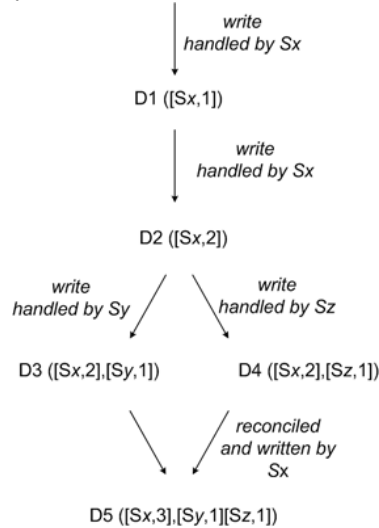 write
handled by Sx
D1 ([Sx,1])
write
handled by Sx
D2 ([Sx,2])
write
handled by Sy
write
handled by Sz
D3 ([Sx,2],[Sy,1])
D4 ([Sx,2],[Sz,1])
reconciled
and written by
Sx
D5 ([Sx,3],[Sy,1][Sz,1])